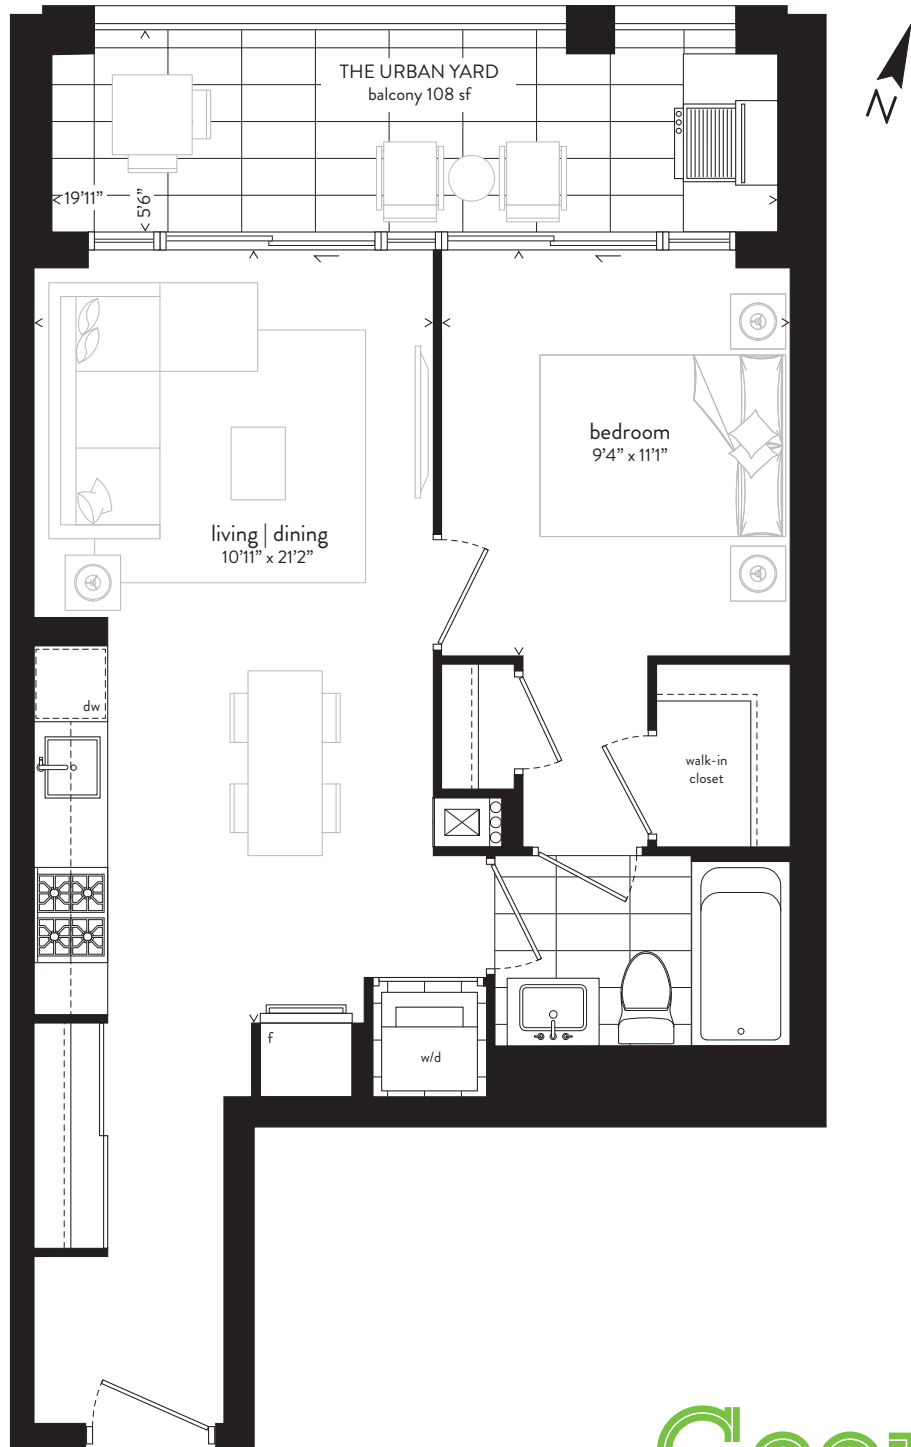 THE URBAN YARD
balcony 108 sf
N
19'11"
5'6"
bedroom
9'4" x 11'1"
living | dining
10'11" x 21'2"
dw
walk-in
closet
f
w/d